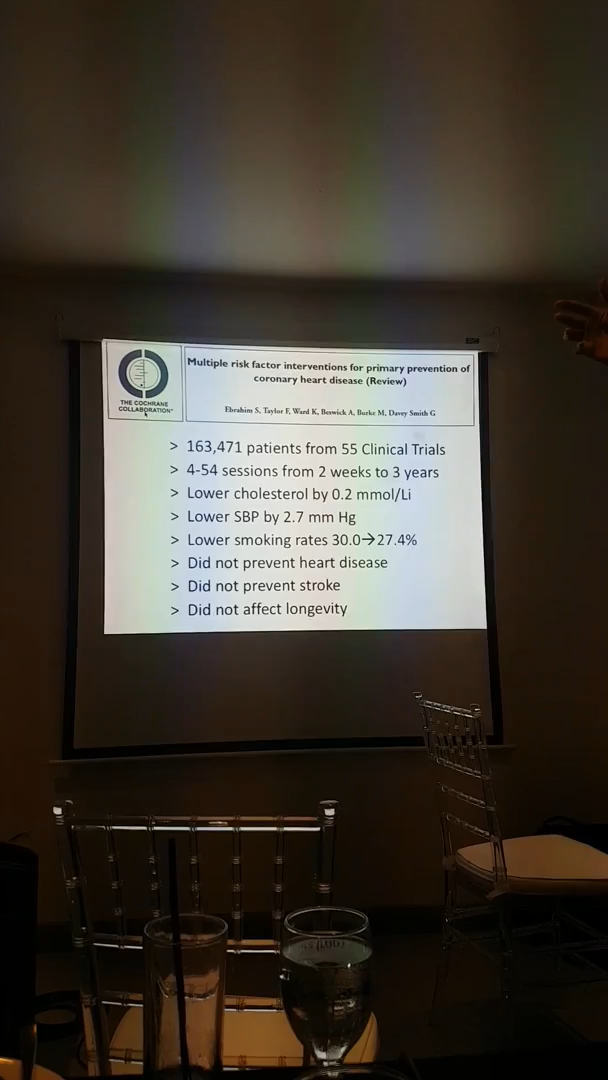 Multiple risk factor interventions for primary prevention of
coronary heart disease (Review)
THE COCHRANE
COLLABORATION®
Ebrahim S, Taylor F, Ward K, Beswick A, Burke M, Davey Smith G
> 163,471 patients from 55 Clinical Trials
> 4-54 sessions from 2 weeks to 3 years
> Lower cholesterol by 0.2 mmol/Li
> Lower SBP by 2.7 mm Hg
> Lower smoking rates 30.0→27.4%
> Did not prevent heart disease
> Did not prevent stroke
> Did not affect longevity